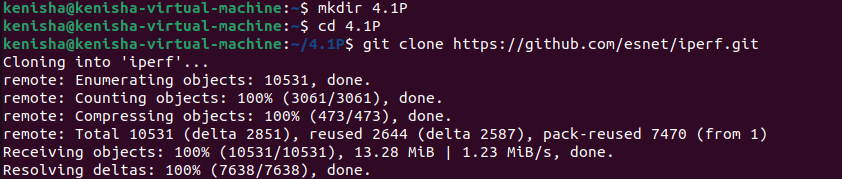 kenisha@kenisha-virtual-machine:~$ mkdir 4.1P
kenisha@kenisha-virtual-machine:~$ cd 4.1P
kenisha@kenisha-virtual-machine:~/4.1P$ git clone https://github.com/esnet/iperf.git
Cloning into 'iperf'...
remote: Enumerating objects: 10531, done.
remote: Counting objects: 100% (3061/3061), done.
remote: Compressing objects: 100% (473/473), done.
remote: Total 10531 (delta 2851), reused 2644 (delta 2587), pack-reused 7470 (from 1)
Receiving objects: 100% (10531/10531), 13.28 MiB | 1.23 MiB/s, done.
Resolving deltas: 100% (7638/7638), done.